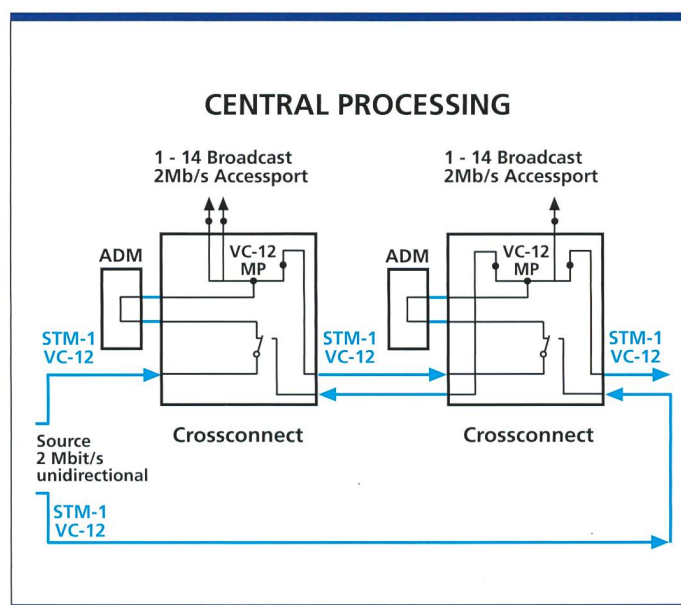 CENTRAL PROCESSING
1 - 14 Broadcast
2Mb/s Accessport
1 - 14 Broadcast
2Mb/s Accessport
ADM
VC-12
MP
ADM
VC-12
MP
STM-1
VC-12
STM-1
VC-12
STM-1
VC-12
Crossconnect
Crossconnect
Source
2 Mbit/s
unidirectional
STM-1
VC-12